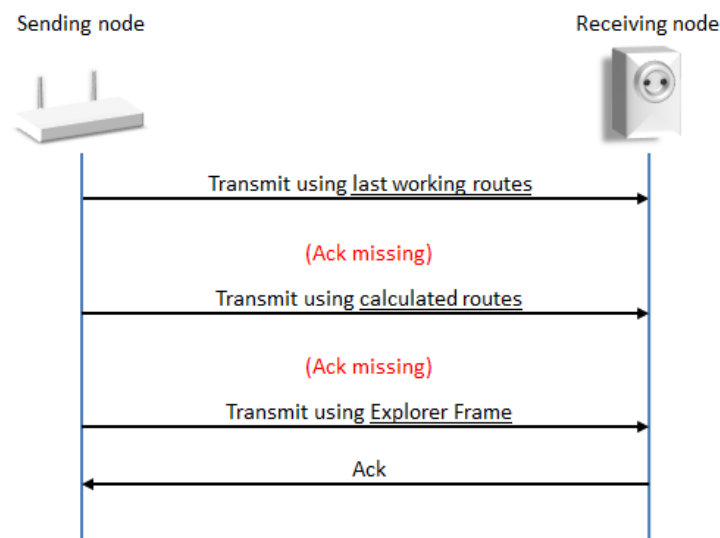 Sending node
Receiving node
Transmit using last working routes
(Ack missing)
Transmit using calculated routes
(Ack missing)
Transmit using Explorer Frame
Ack